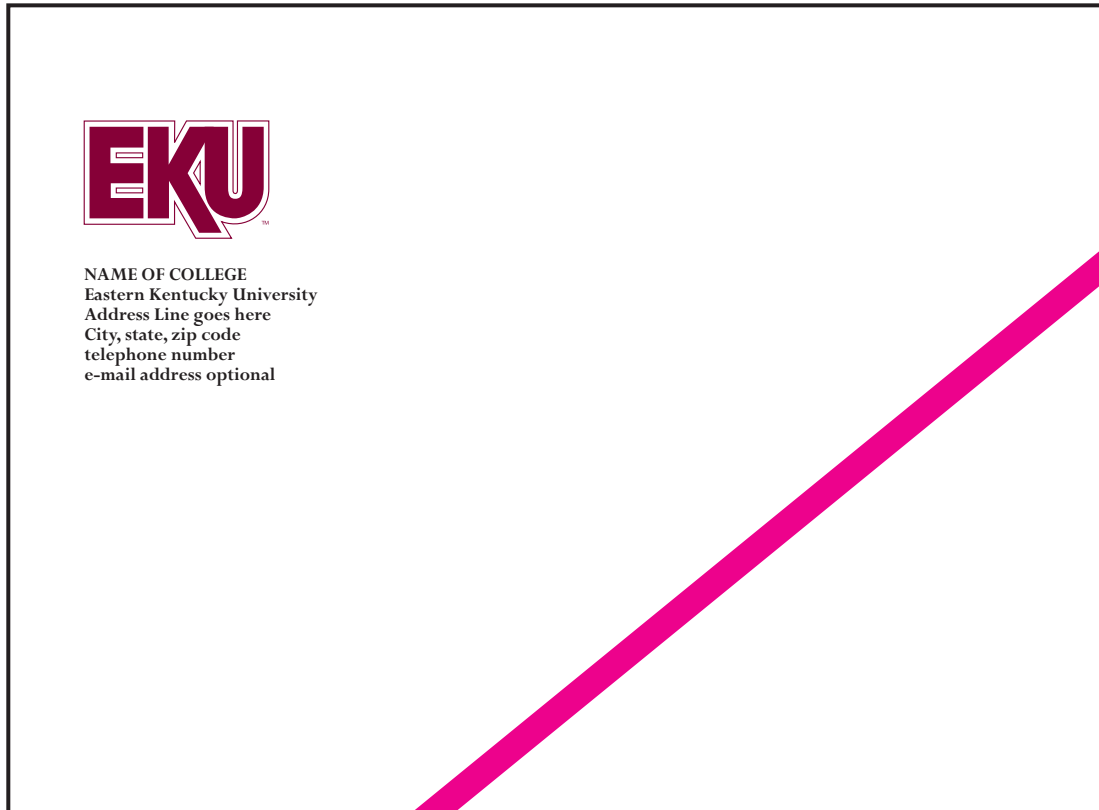 EKU
TM
NAME OF COLLEGE
Eastern Kentucky University
Address Line goes here
City, state, zip code
telephone number
e-mail address optional